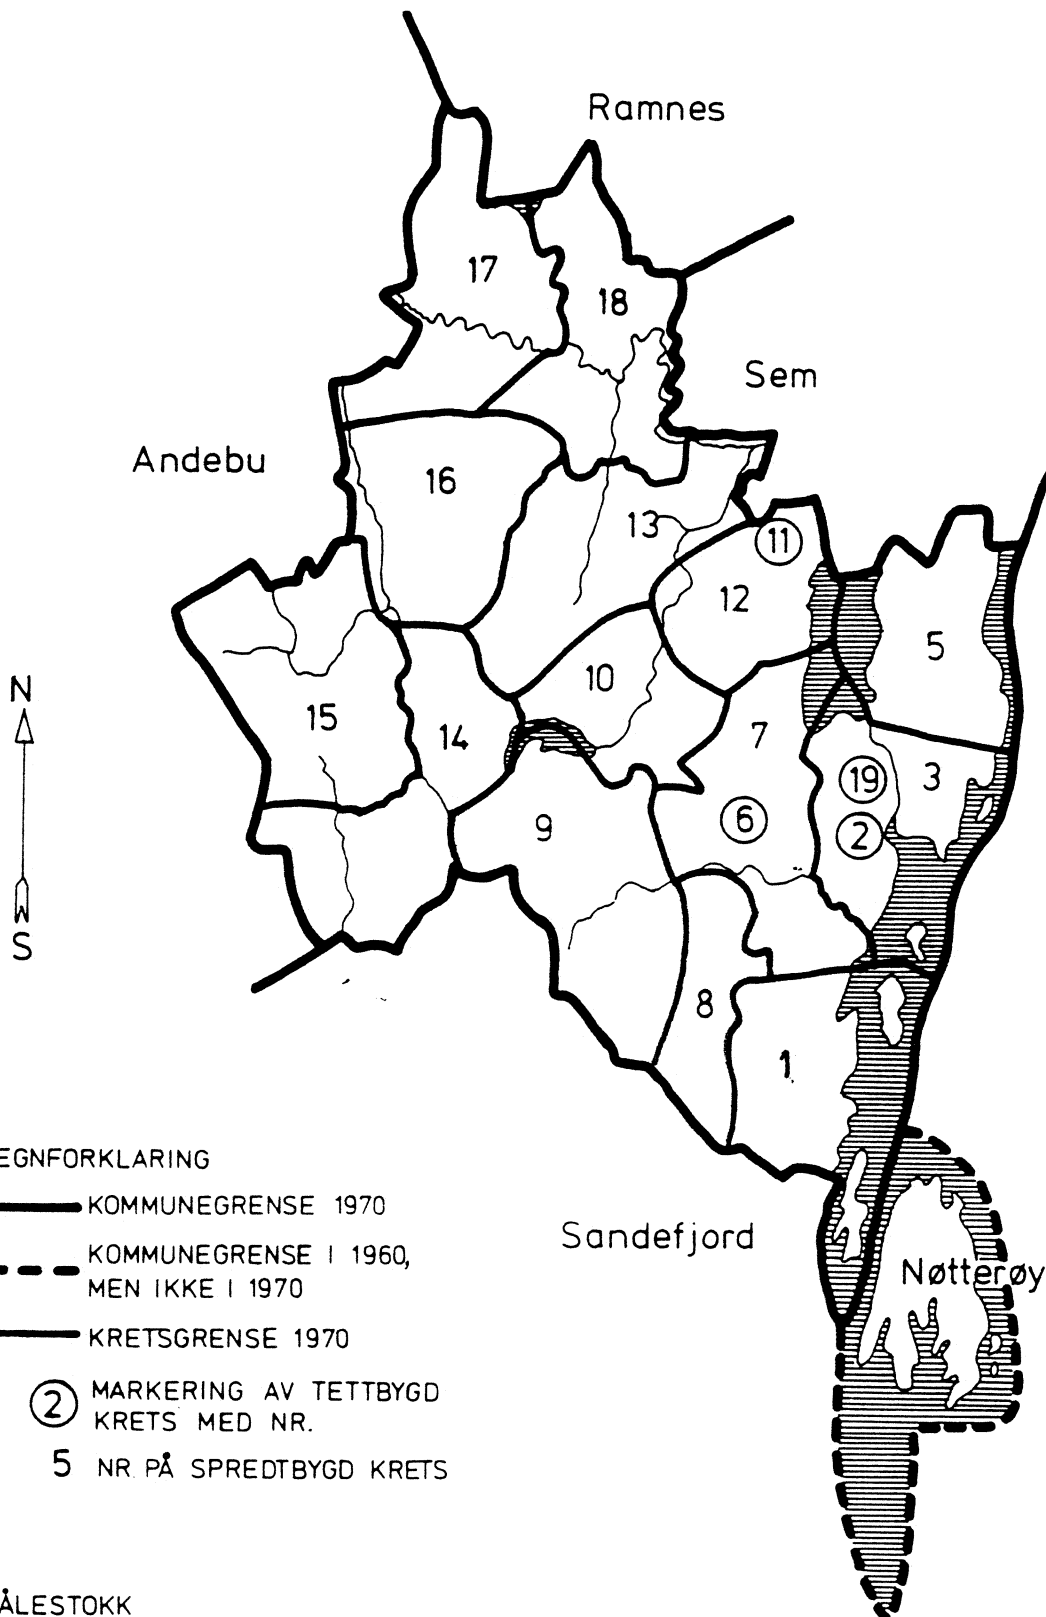 Ramnes
17
18
Sem
Andebu
16
13
11
12
5
10
15
14
7
19
3
9
6
2
8
1
N
S
EGNFORKLARING
KOMMUNEGRENSE 1970
KOMMUNEGRENSE I 1960,
MEN IKKE I 1970
KRETSGRENSE 1970
2 MARKERING AV TETTBYGD
KRETS MED NR.
5 NR. PÅ SPREDTBYGD KRETS
Sandefjord
Nøtterøy
ÅLESTOKK